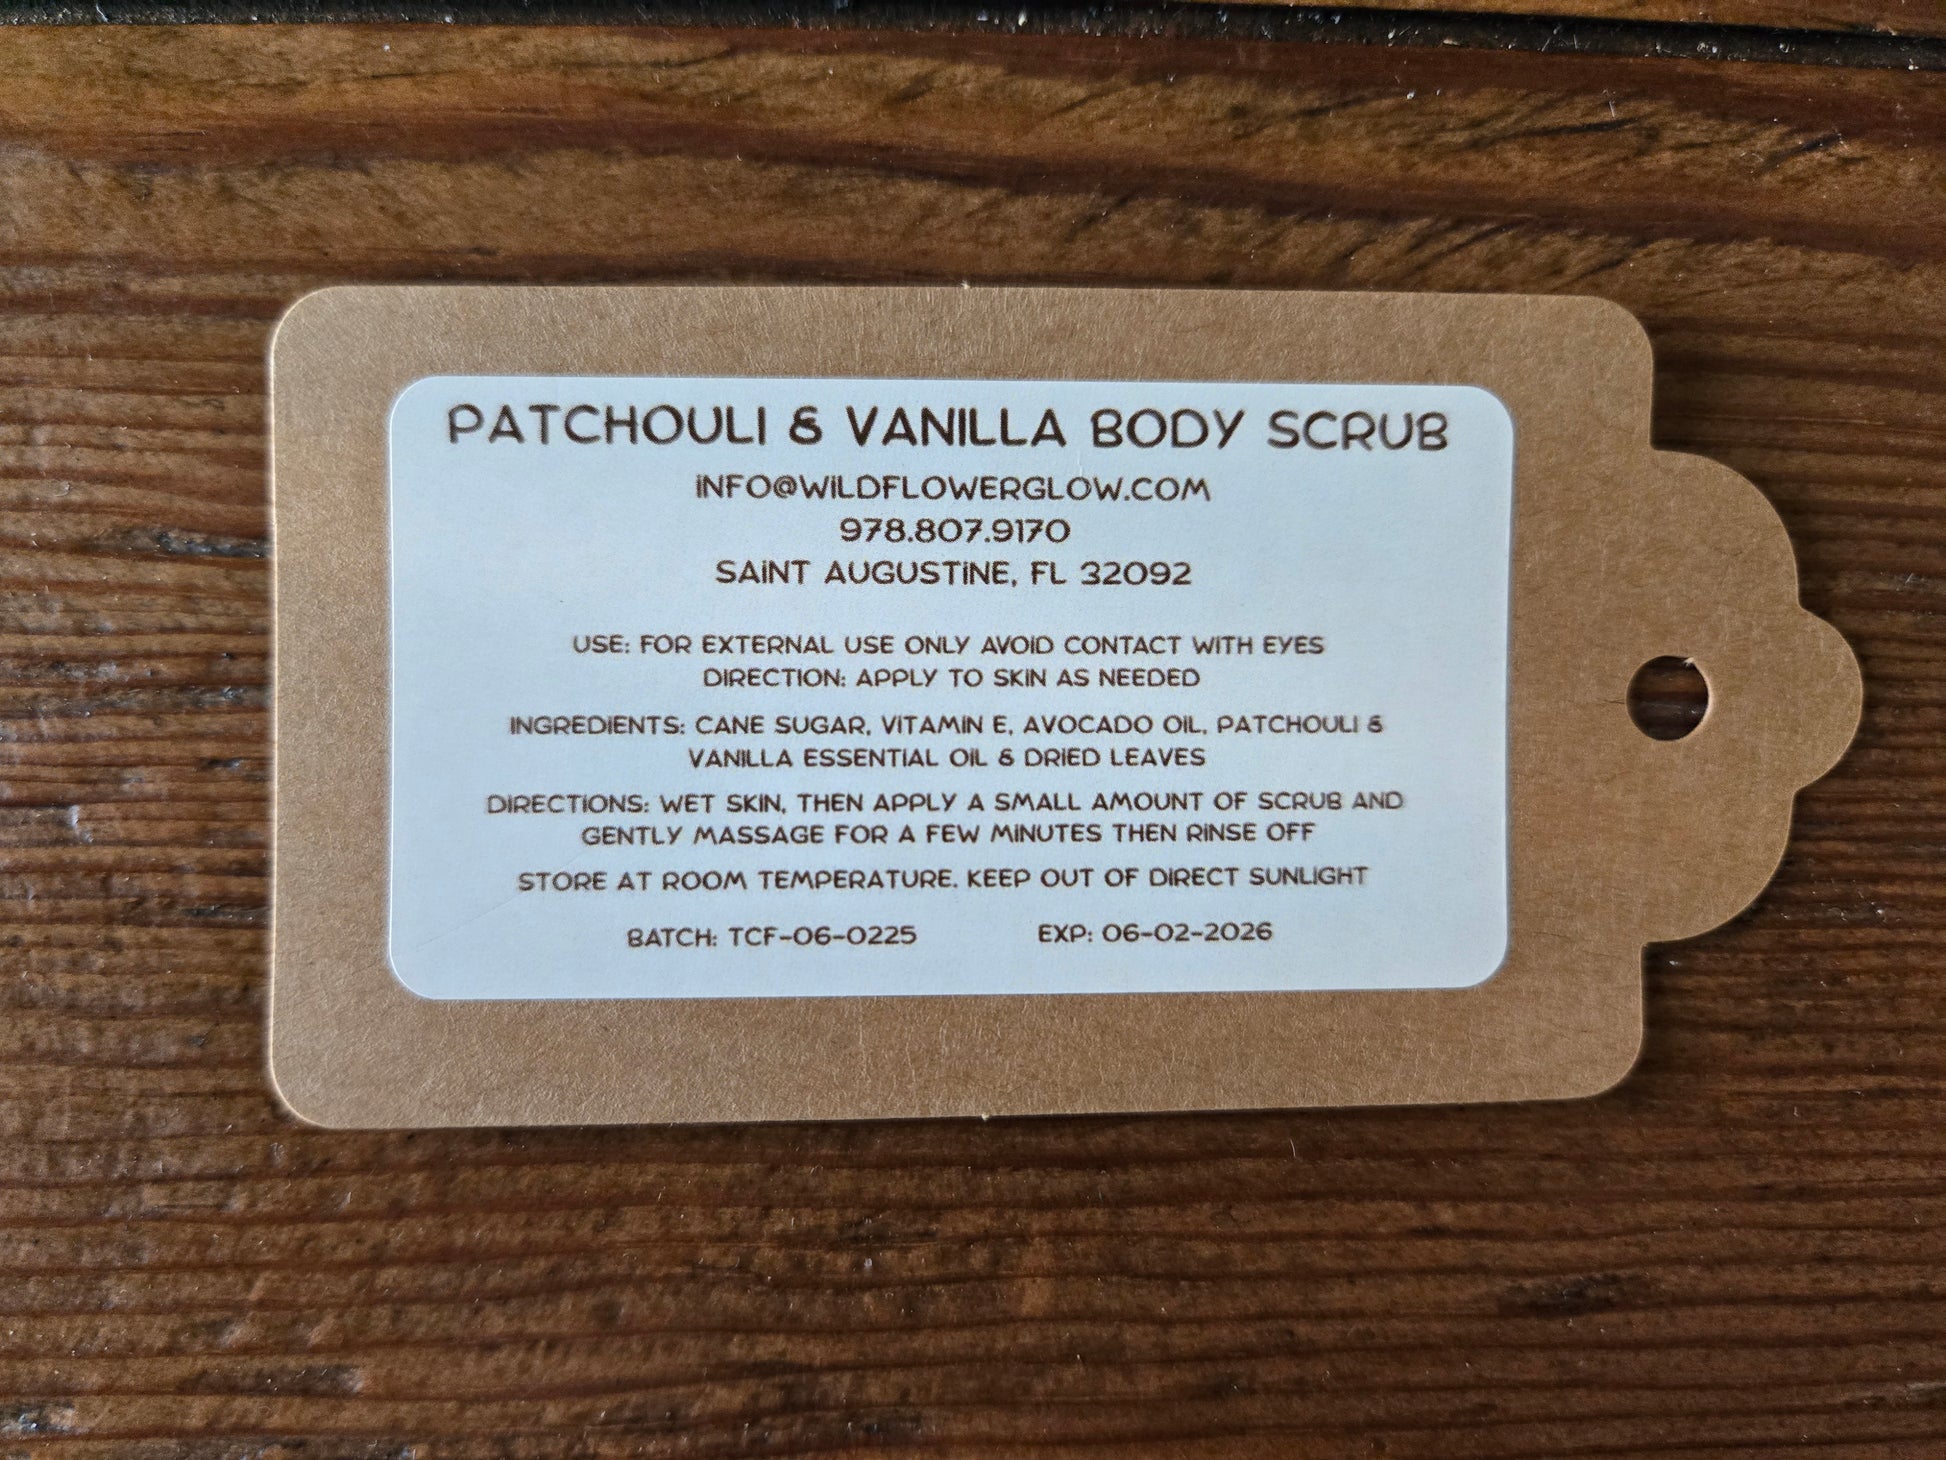 PATCHOULI & VANILLA BODY SCRUB
INFO@WILDFLOWERGLOW.COM
978.807.9170
SAINT AUGUSTINE, FL 32092
USE: FOR EXTERNAL USE ONLY AVOID CONTACT WITH EYES
DIRECTION: APPLY TO SKIN AS NEEDED
INGREDIENTS: CANE SUGAR, VITAMIN E, AVOCADO OIL, PATCHOULI &
VANILLA ESSENTIAL OIL & DRIED LEAVES
DIRECTIONS: WET SKIN, THEN APPLY A SMALL AMOUNT OF SCRUB AND
GENTLY MASSAGE FOR A FEW MINUTES THEN RINSE OFF
STORE AT ROOM TEMPERATURE. KEEP OUT OF DIRECT SUNLIGHT
BATCH: TCF-06-0225 EXP: 06-02-2026